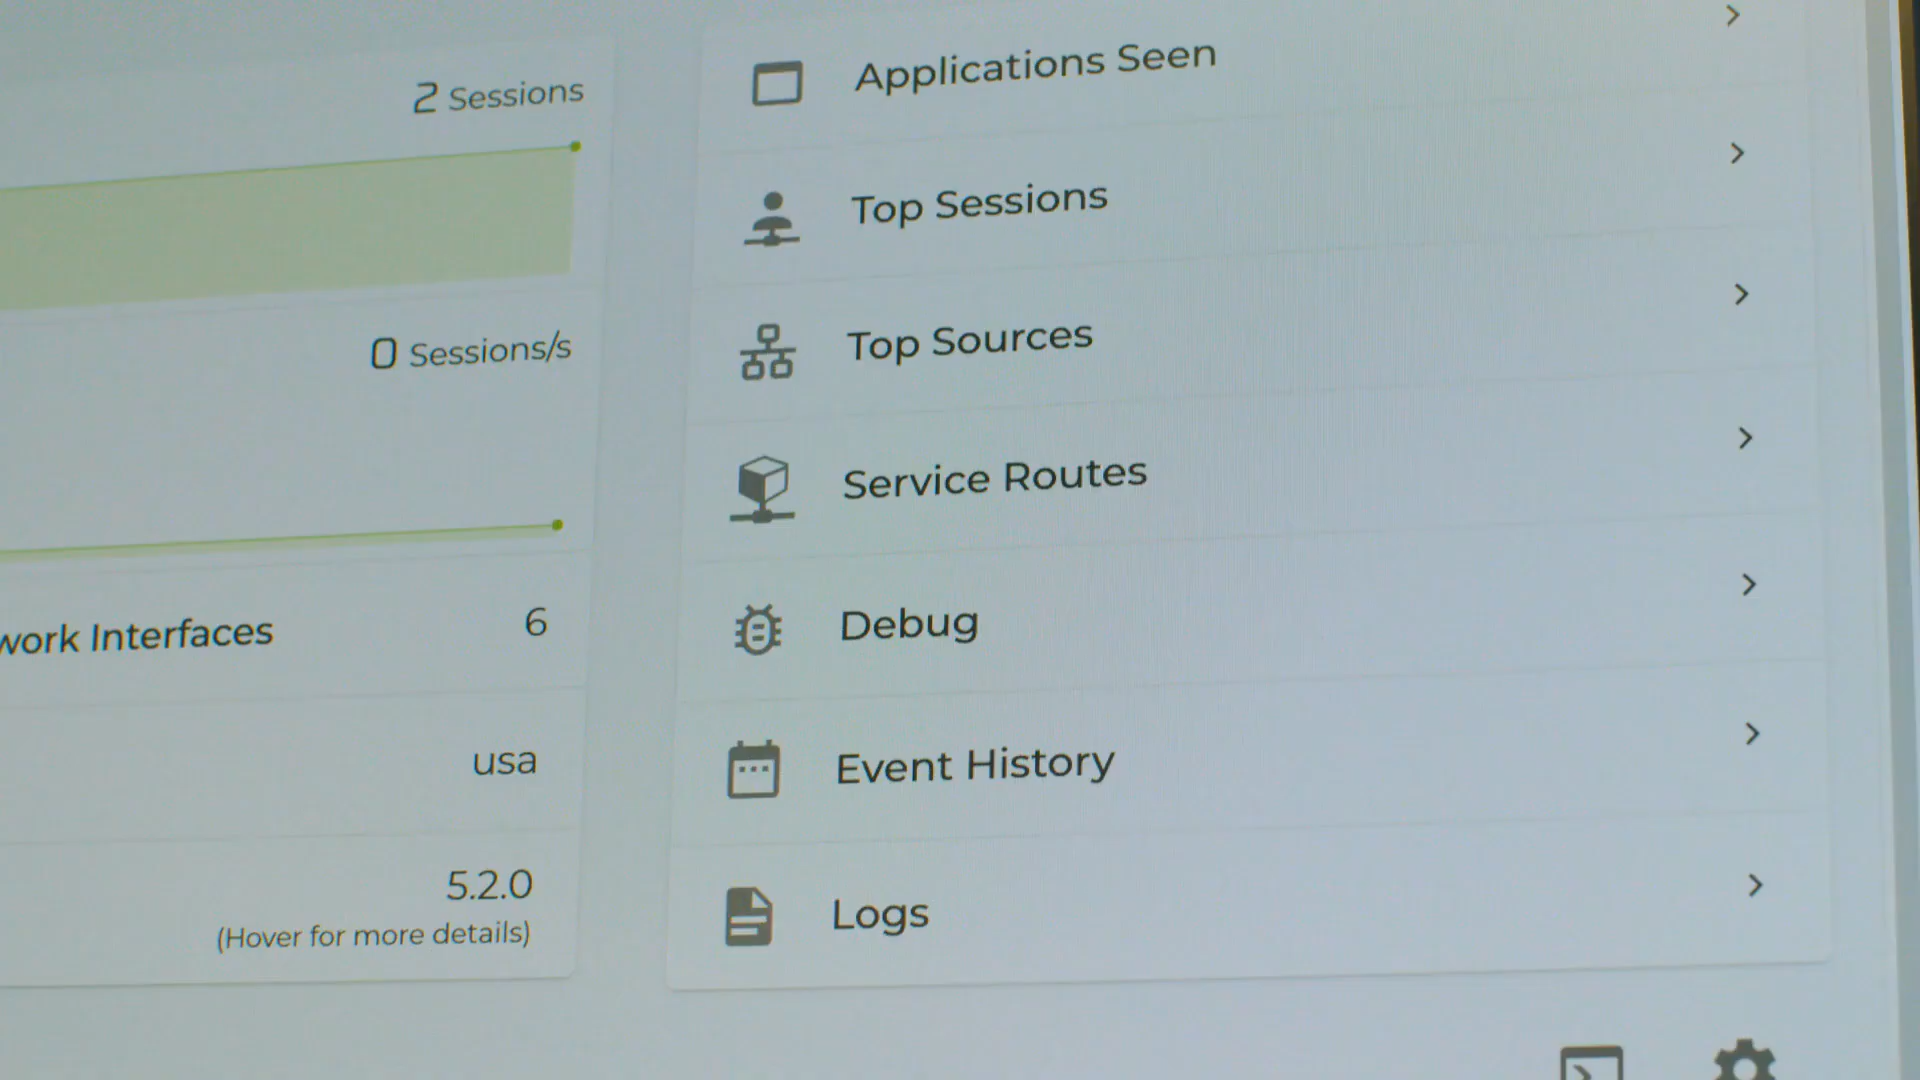 2 Sessions
0 Sessions/s
work Interfaces 6
usa
5.2.0
(Hover for more details)
Applications Seen
Top Sessions
Top Sources
Service Routes
Debug
Event History
Logs